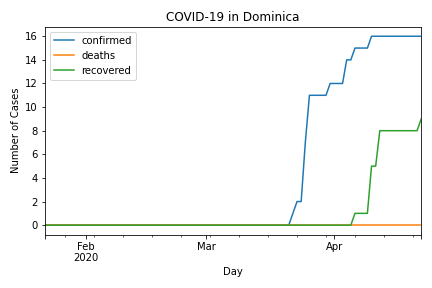 COVID-19 in Dominica
confirmed
deaths
recovered
Number of Cases
16
14
12
10
8
6
4
2
0
Feb
2020
Mar
Apr
Day